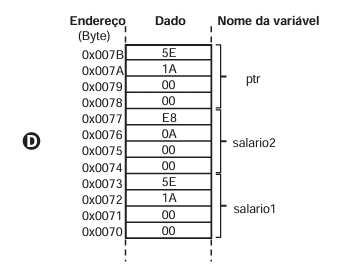 Endereço Dado Nome da variável
(Byte)
0x007B 5E
0x007A 1A
0x0079 00 ptr
0x0078 00
0x0077 E8
D 0x0076 0A salario2
0x0075 00
0x0074 00
0x0073 5E
0x0072 1A salario1
0x0071 00
0x0070 00